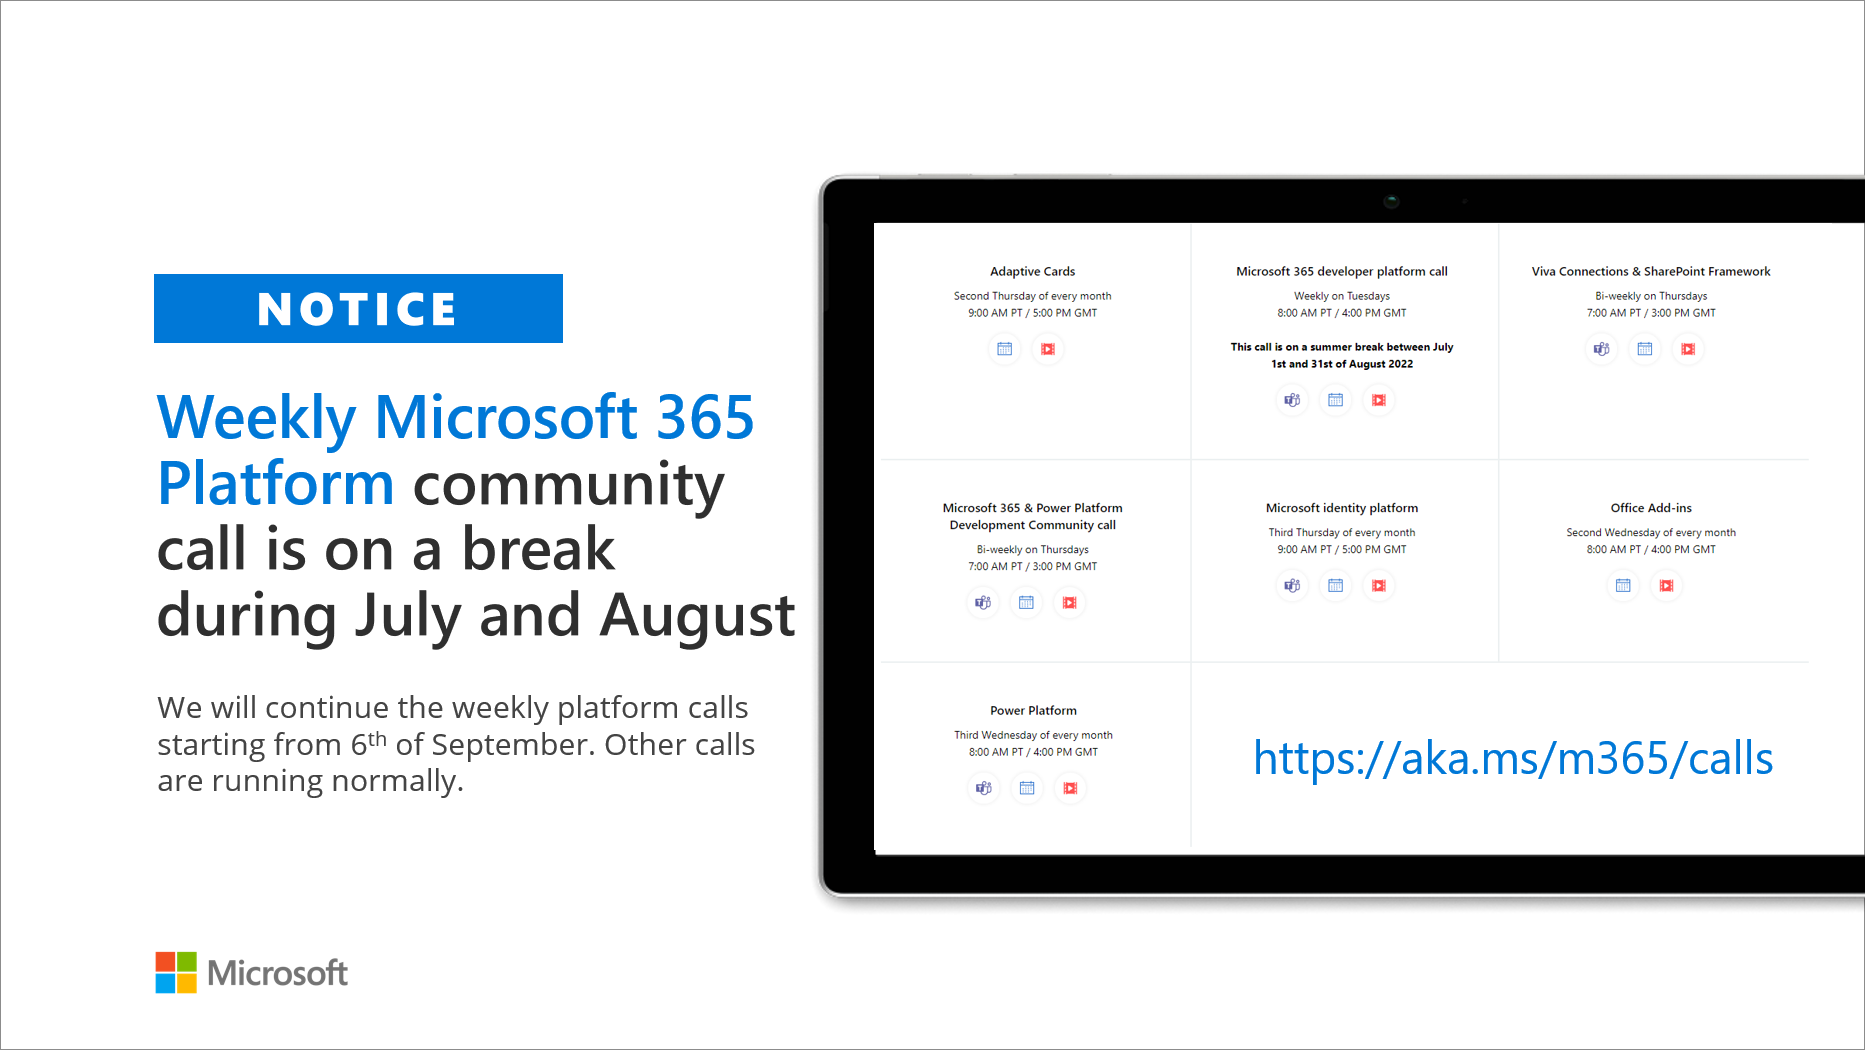 NOTICE
Weekly Microsoft 365
Platform community
call is on a break
during July and August
We will continue the weekly platform calls
starting from 6th of September. Other calls
are running normally.
Microsoft
Adaptive Cards
Second Thursday of every month
9:00 AM PT / 5:00 PM GMT
Microsoft 365 developer platform call
Weekly on Tuesdays
8:00 AM PT / 4:00 PM GMT
This call is on a summer break between July
1st and 31st of August 2022
Viva Connections & SharePoint Framework
Bi-weekly on Thursdays
7:00 AM PT / 3:00 PM GMT
Microsoft 365 & Power Platform
Development Community call
Bi-weekly on Thursdays
7:00 AM PT / 3:00 PM GMT
Microsoft identity platform
Third Thursday of every month
9:00 AM PT / 5:00 PM GMT
Office Add-ins
Second Wednesday of every month
8:00 AM PT / 4:00 PM GMT
Power Platform
Third Wednesday of every month
8:00 AM PT / 4:00 PM GMT
https://aka.ms/m365/calls